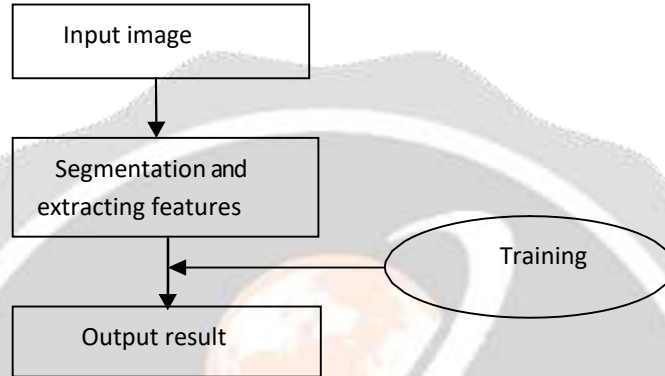 Input image
Segmentation and
extracting features
Training
Output result